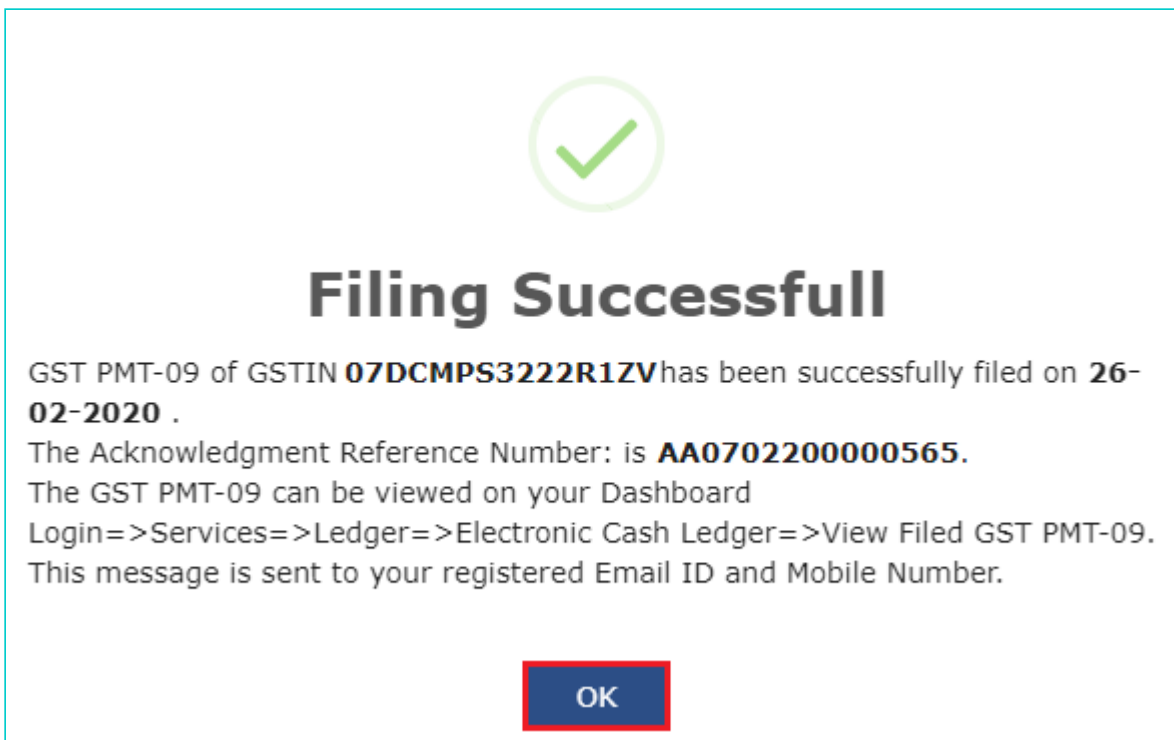 Filing Successfull
GST PMT-09 of GSTIN 07DCMPS3222R1ZV has been successfully filed on 26-
02-2020 .
The Acknowledgment Reference Number: is AA0702200000565.
The GST PMT-09 can be viewed on your Dashboard
Login=>Services=>Ledger=>Electronic Cash Ledger=>View Filed GST PMT-09.
This message is sent to your registered Email ID and Mobile Number.
OK